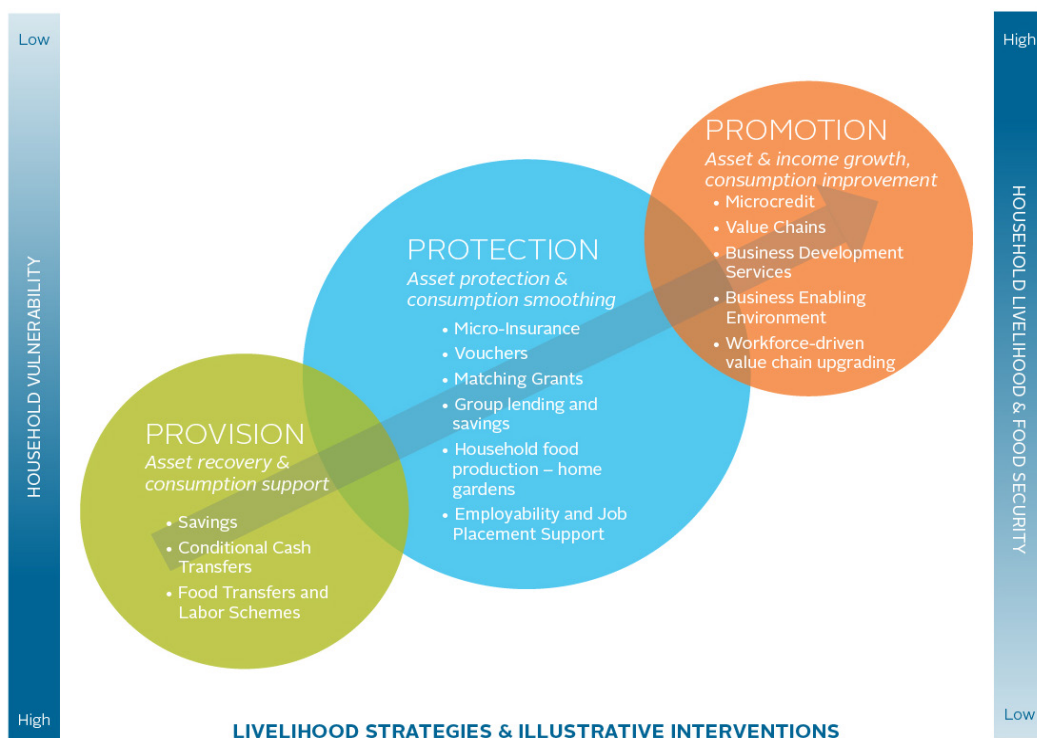 Low
HOUSEHOLD VULNERABILITY
High
PROVISION
Asset recovery &
consumption support
• Savings
• Conditional Cash
Transfers
• Food Transfers and
Labor Schemes
PROTECTION
Asset protection &
consumption smoothing
• Micro-Insurance
• Vouchers
• Matching Grants
• Group lending and
savings
• Household food
production – home
gardens
• Employability and Job
Placement Support
PROMOTION
Asset & income growth,
consumption improvement
• Microcredit
• Value Chains
• Business Development
Services
• Business Enabling
Environment
• Workforce-driven
value chain upgrading
High
HOUSEHOLD LIVELIHOOD & FOOD SECURITY
Low
LIVELIHOOD STRATEGIES & ILLUSTRATIVE INTERVENTIONS